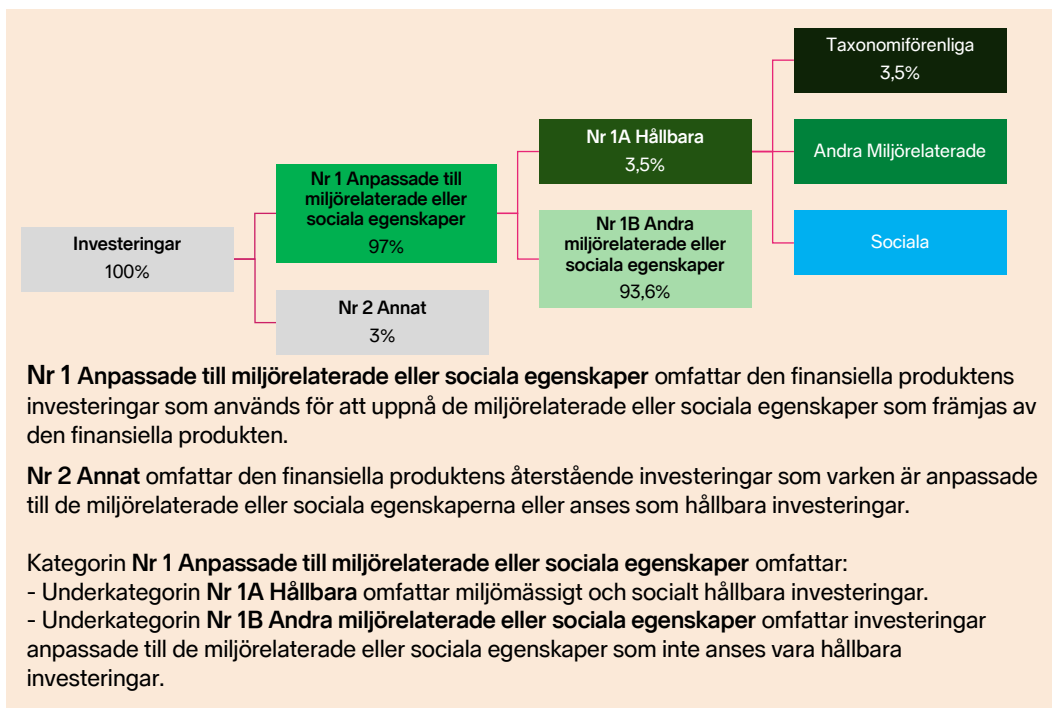 Investeringar
100%
Nr 1 Anpassade till
miljörelaterade eller
sociala egenskaper
97%
Nr 2 Annat
3%
Nr 1A Hållbara
3,5%
Nr 1B Andra
miljörelaterade eller
sociala egenskaper
93,6%
Taxonomiförenliga
3,5%
Andra Miljörelaterade
Sociala
Nr 1 Anpassade till miljörelaterade eller sociala egenskaper omfattar den finansiella produktens
investeringar som används för att uppnå de miljörelaterade eller sociala egenskaper som främjas av
den finansiella produkten.
Nr 2 Annat omfattar den finansiella produktens återstående investeringar som varken är anpassade
till de miljörelaterade eller sociala egenskaperna eller anses som hållbara investeringar.
Kategorin Nr 1 Anpassade till miljörelaterade eller sociala egenskaper omfattar:
- Underkategorin Nr 1A Hållbara omfattar miljömässigt och socialt hållbara investeringar.
- Underkategorin Nr 1B Andra miljörelaterade eller sociala egenskaper omfattar investeringar
anpassade till de miljörelaterade eller sociala egenskaper som inte anses vara hållbara
investeringar.